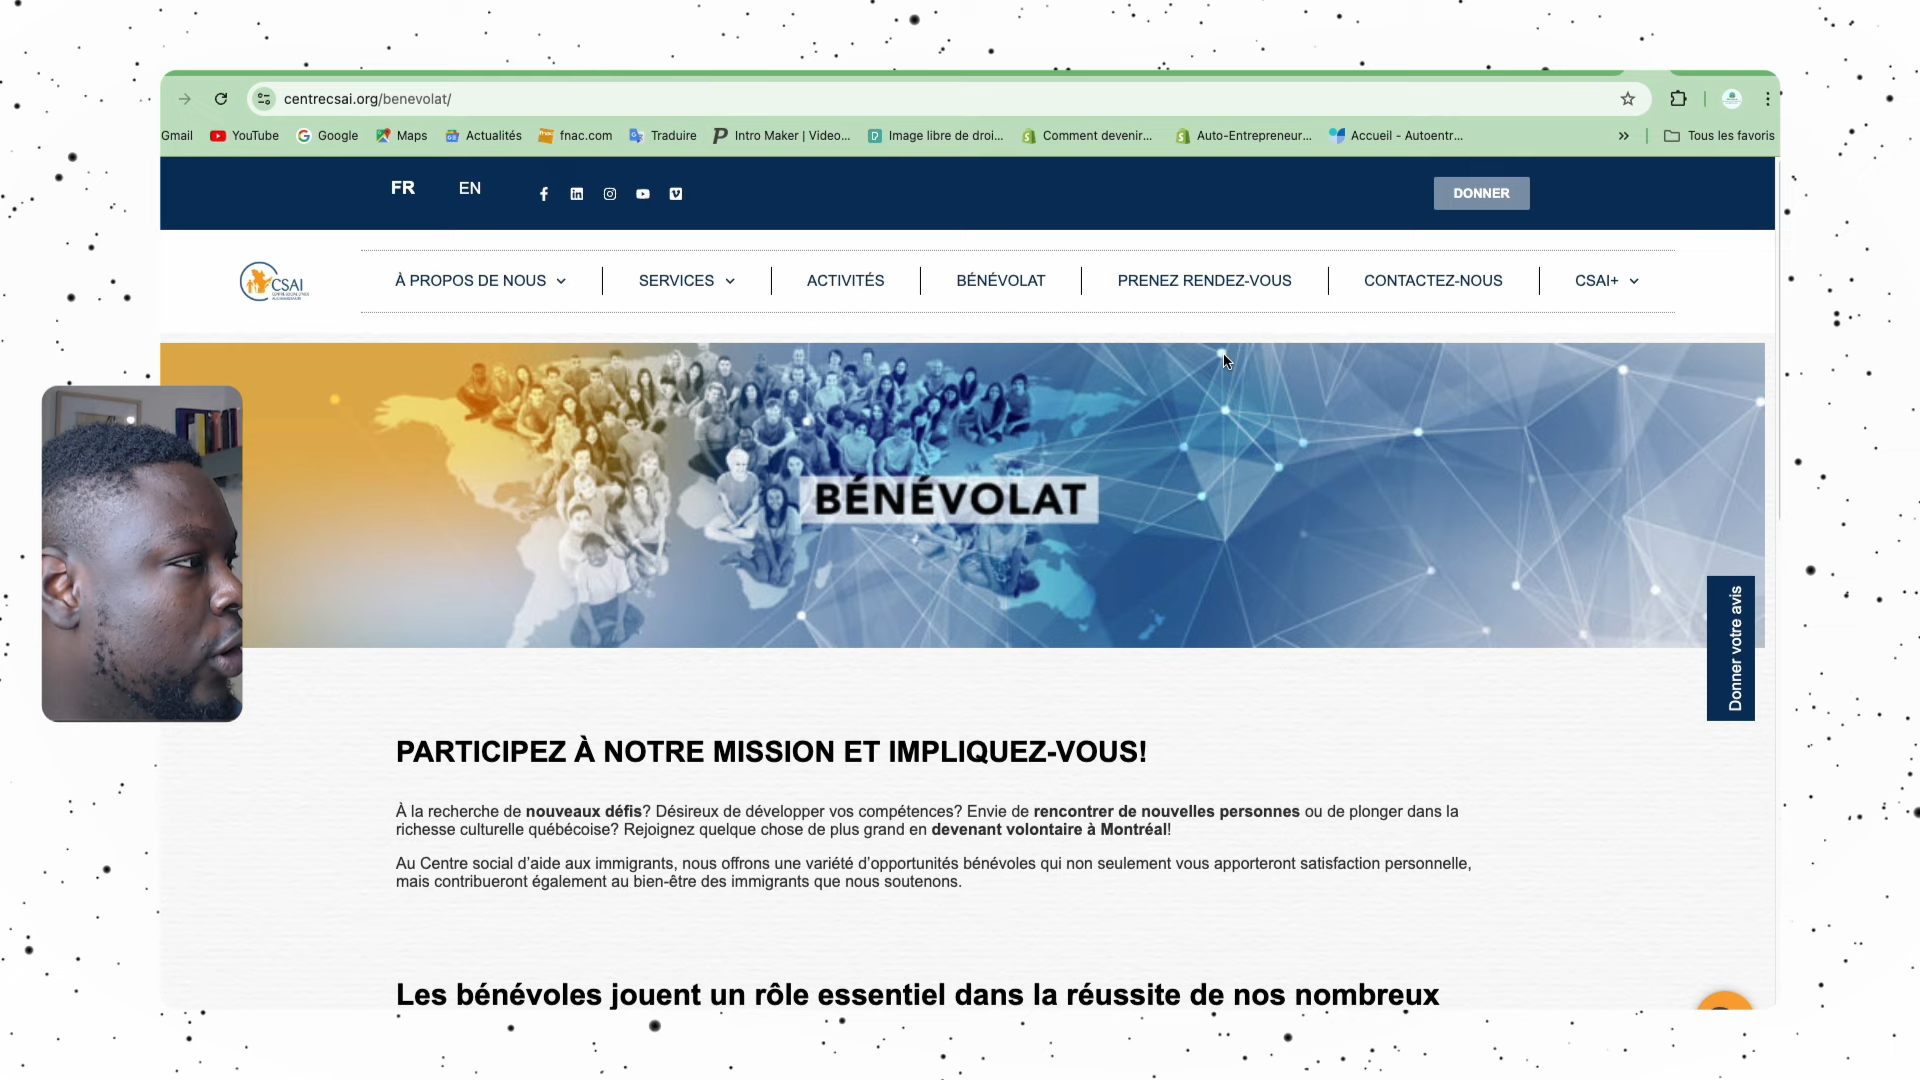 centrecsai.org/benevolat/
Gmail YouTube Google Maps Actualités fnac.com Traduire Intro Maker | Video... Image libre de droi... Comment devenir... Auto-Entrepreneur... Accueil - Autoentr... » Tous les favoris
FR EN DONNER
CSAI
À PROPOS DE NOUS SERVICES ACTIVITÉS BÉNÉVOLAT PRENEZ RENDEZ-VOUS CONTACTEZ-NOUS CSAI+
BÉNÉVOLAT
Donner votre avis
PARTICIPEZ À NOTRE MISSION ET IMPLIQUEZ-VOUS!
À la recherche de nouveaux défis? Désireux de développer vos compétences? Envie de rencontrer de nouvelles personnes ou de plonger dans la
richesse culturelle québécoise? Rejoignez quelque chose de plus grand en devenant volontaire à Montréal!
Au Centre social d’aide aux immigrants, nous offrons une variété d’opportunités bénévoles qui non seulement vous apporteront satisfaction personnelle,
mais contribueront également au bien-être des immigrants que nous soutenons.
Les bénévoles jouent un rôle essentiel dans la réussite de nos nombreux